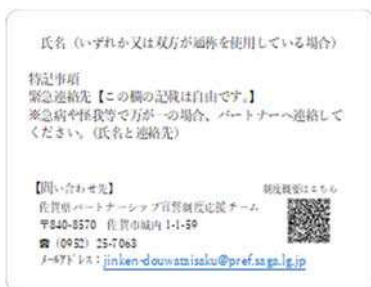 氏名（いずれか又は双方が通称を使用している場合）
特記事項
緊急連絡先【この欄の記載は自由です。】
※急病や怪我等で万が一の場合、パートナーへ連絡して
ください。（氏名と連絡先）
【問い合わせ先】
制度概要はこちら
佐賀県パートナーシップ宣誓制度応援チーム
〒840-8570 佐賀市城内 1-1-59
☎ (0952) 25-7063
メールアドレス：jinken-douwataisaku@pref.saga.lg.jp